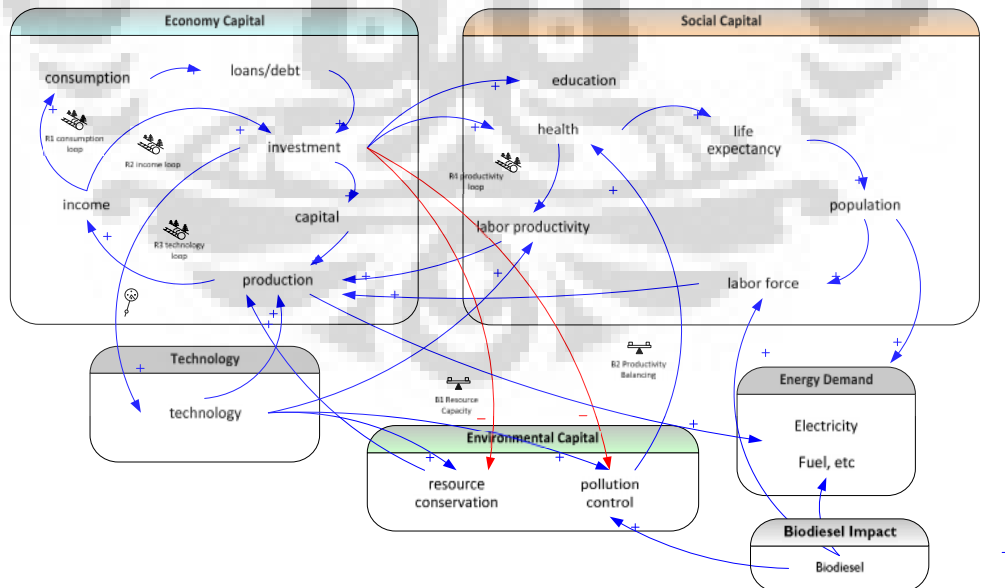 Economy Capital
Social Capital
consumption
loans/debt
education
+
+
R1 consumption
loop
+
+
+
health
life
expectancy
+
R2 income loop
investment
R4 productivity
loop
+
+
+
income
capital
+
population
+
R3 technology
loop
labor productivity
production
+
+
+
labor force
+
+
+
+
Technology
+
technology
B1 Resource
Capacity
B2 Productivity
Balancing
+
+
Energy Demand
Electricity
Fuel, etc
–
–
+
Environmental Capital
+
+
resource
conservation
pollution
control
+
Biodiesel Impact
Biodiesel
-